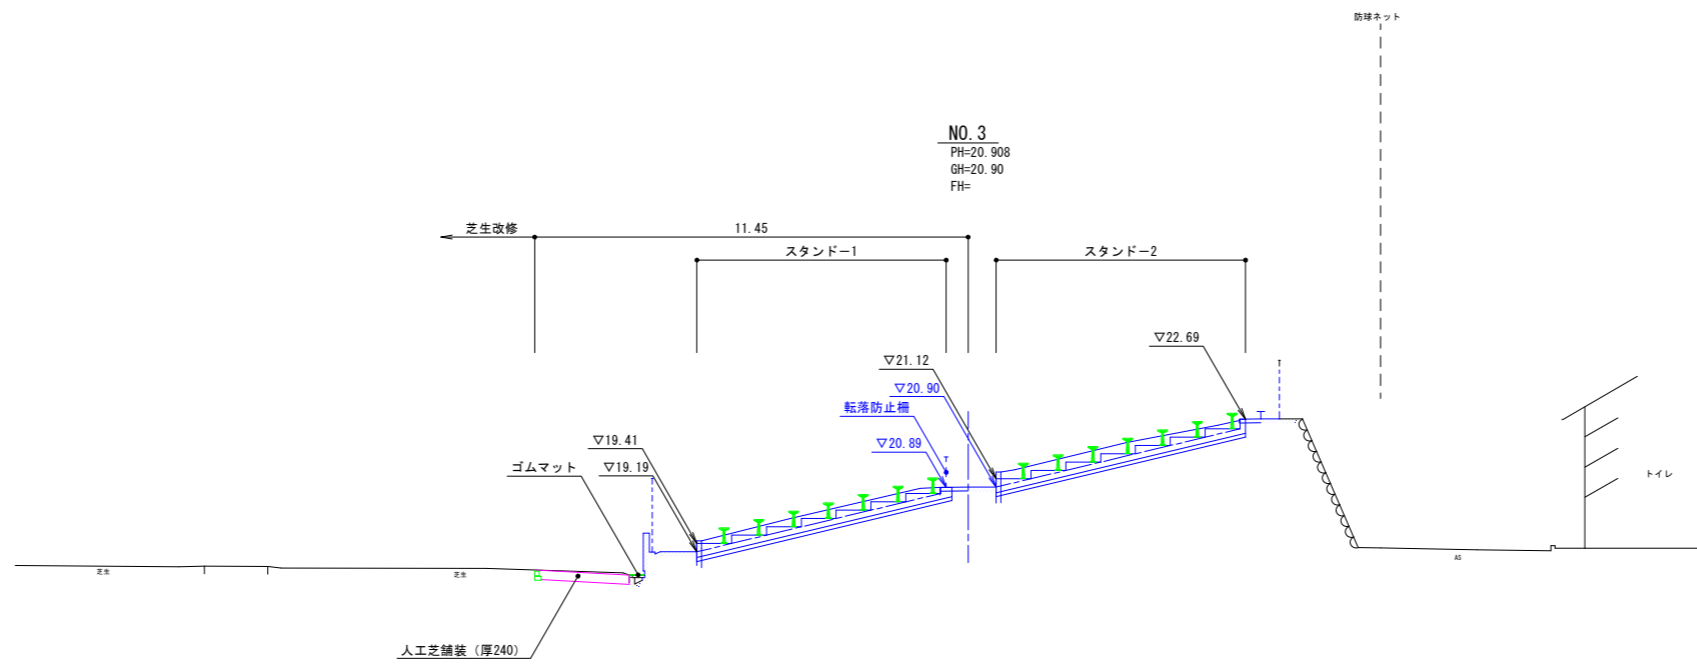 防球ネット
NO.3
PH=20.908
GH=20.90
FH=
芝生改修
11.45
スタンドー1
スタンドー2
▽22.69
▽21.12
▽20.90
転落防止柵
▽20.89
▽19.41
ゴムマット
▽19.19
トイレ
芝生
芝生
AS
人工芝舗装（厚240）